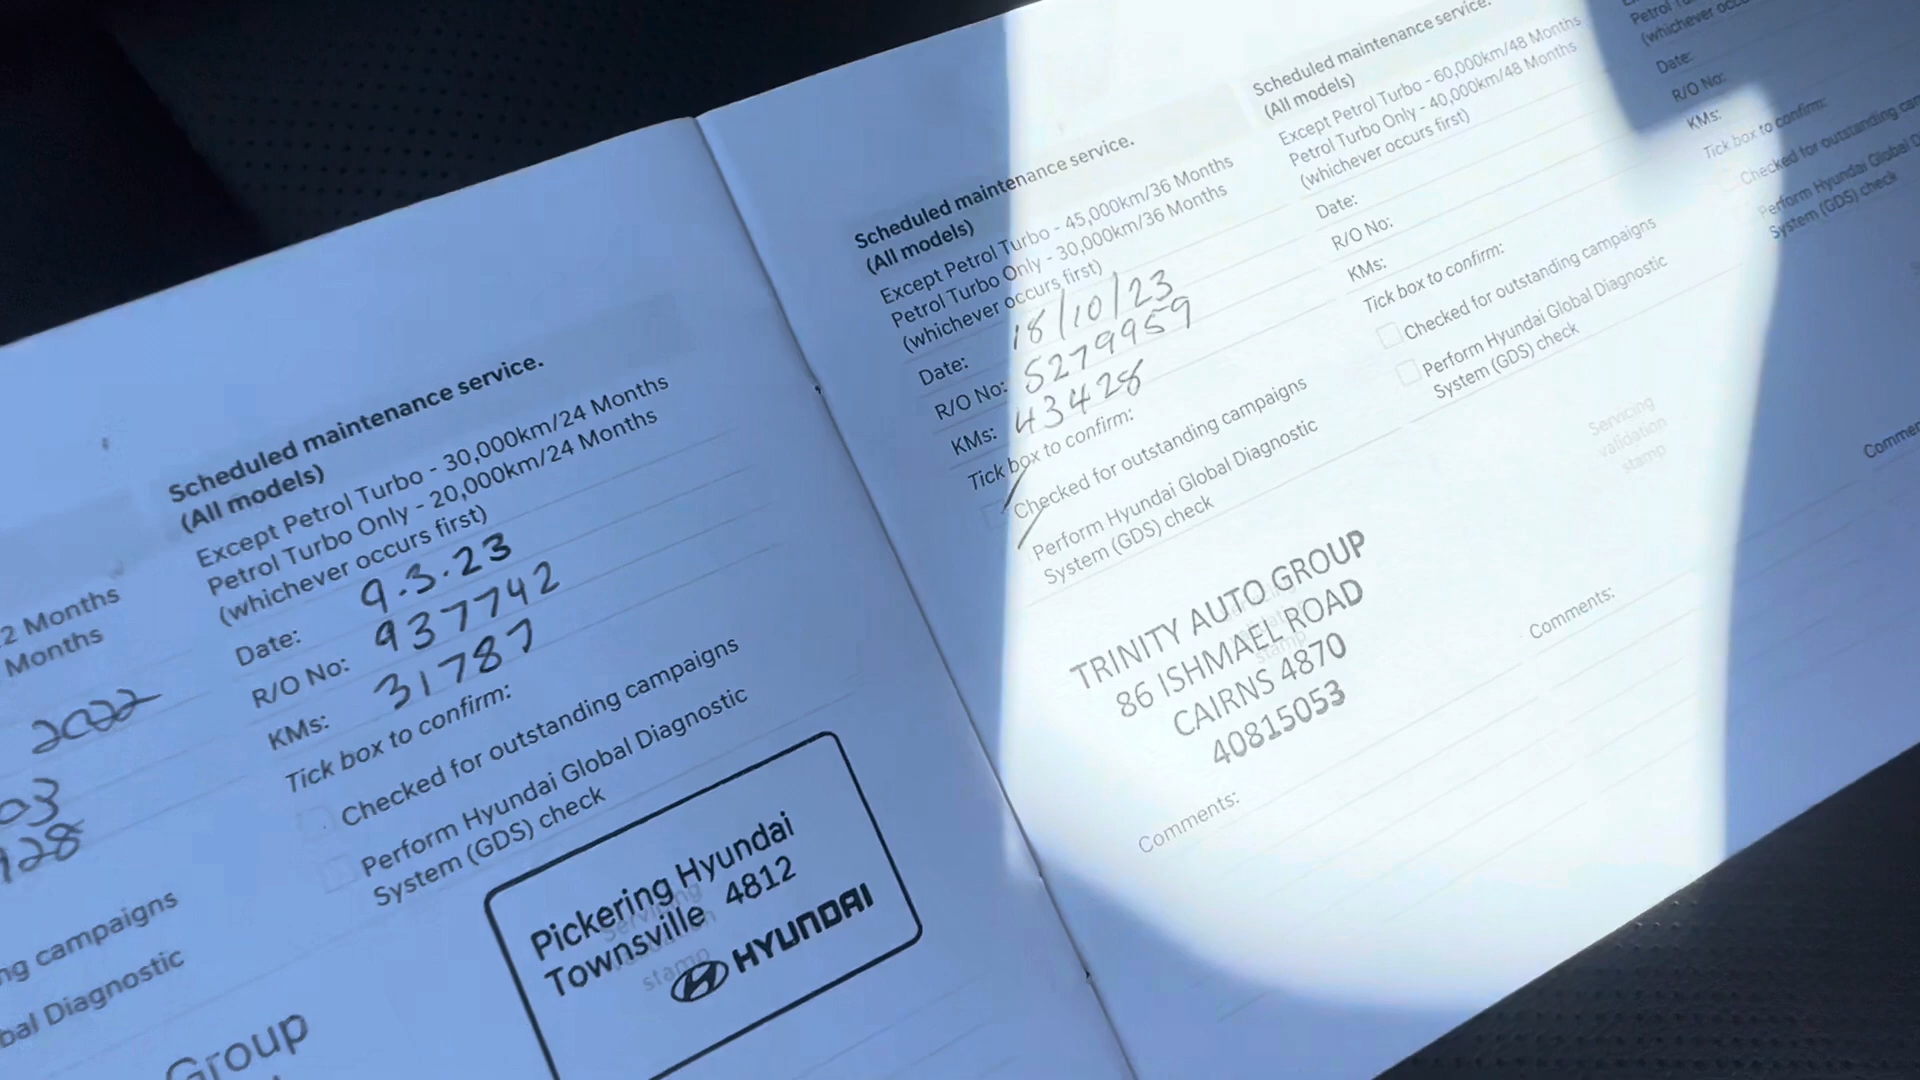 2 Months
Months
2022
03
928
ng campaigns
bal Diagnostic
Group
Scheduled maintenance service.
(All models)
Except Petrol Turbo - 30,000km/24 Months
Petrol Turbo Only - 20,000km/24 Months
(whichever occurs first)
Date: 9.3.23
R/O No: 937742
KMs: 31787
Tick box to confirm:
Checked for outstanding campaigns
Perform Hyundai Global Diagnostic
System (GDS) check
Servicing
validation
stamp
Pickering Hyundai
Townsville 4812
HYUNDAI
Scheduled maintenance service.
(All models)
Except Petrol Turbo - 45,000km/36 Months
Petrol Turbo Only - 30,000km/36 Months
(whichever occurs first)
Date: 18/10/23
R/O No: 5279959
KMs: 43428
Tick box to confirm:
Checked for outstanding campaigns
Perform Hyundai Global Diagnostic
System (GDS) check
stamp
TRINITY AUTO GROUP
86 ISHMAEL ROAD
CAIRNS 4870
40815053
Comments:
Scheduled maintenance service.
(All models)
Except Petrol Turbo - 60,000km/48 Months
Petrol Turbo Only - 40,000km/48 Months
(whichever occurs first)
Date:
R/O No:
KMs:
Tick box to confirm:
Checked for outstanding campaigns
Perform Hyundai Global Diagnostic
System (GDS) check
Servicing
validation
stamp
Comments:
Petrol Tu
(whichever occu
Date:
R/O No:
KMs:
Tick box to confirm:
Checked for outstanding cam
Perform Hyundai Global D
System (GDS) check
Comme